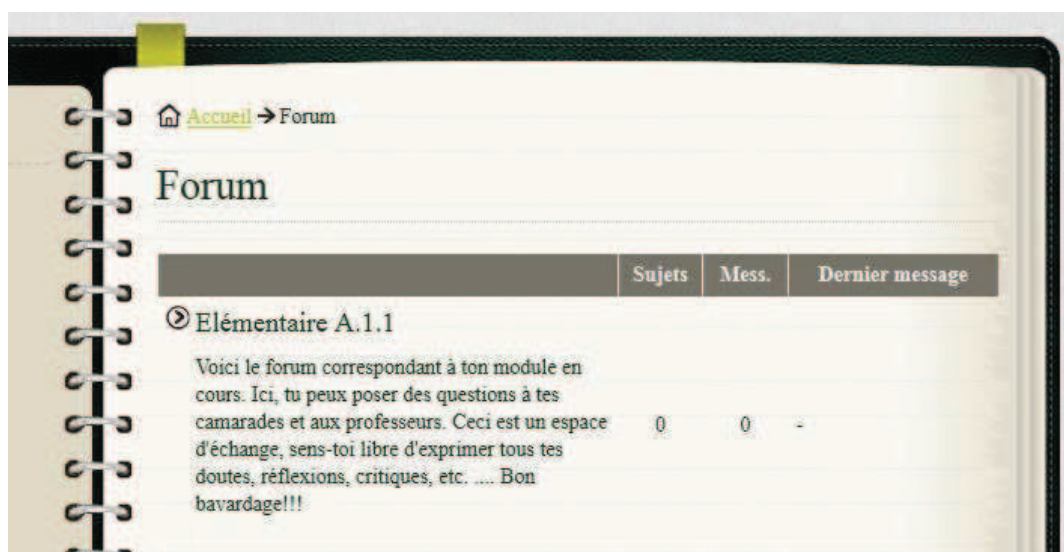 Accueil → Forum
Forum
Sujets Mess. Dernier message
Elémentaire A.1.1
Voici le forum correspondant à ton module en
cours. Ici, tu peux poser des questions à tes
camarades et aux professeurs. Ceci est un espace
d'échange, sens-toi libre d'exprimer tous tes
doutes, réflexions, critiques, etc. .... Bon
bavardage!!!
0 0 -